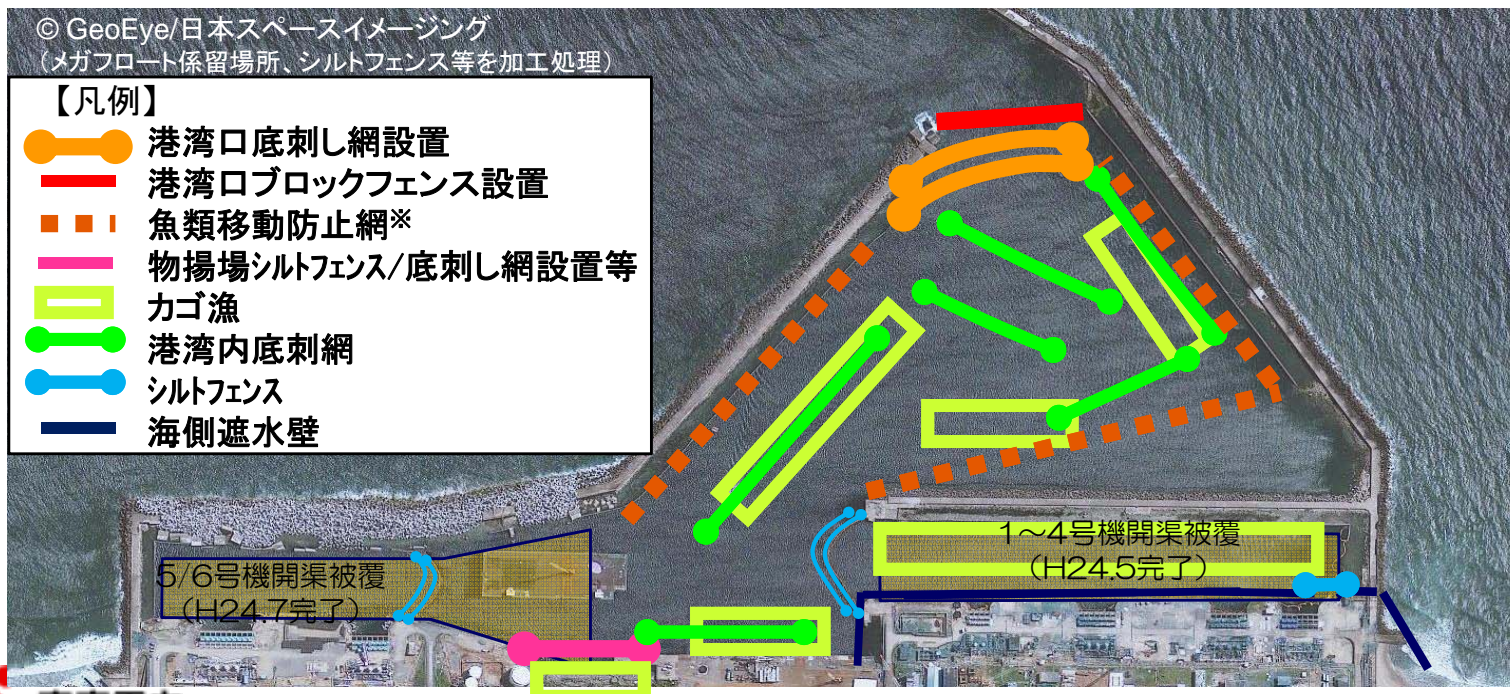 © GeoEye/日本スペースイメージング
(メガフロート係留場所、シルトフェンス等を加工処理)
【凡例】
港湾口底刺し網設置
港湾口ブロックフェンス設置
魚類移動防止網※
物揚場シルトフェンス/底刺し網設置等
カゴ漁
港湾内底刺網
シルトフェンス
海側遮水壁
1～4号機開渠被覆
(H24.5完了)
5/6号機開渠被覆
(H24.7完了)